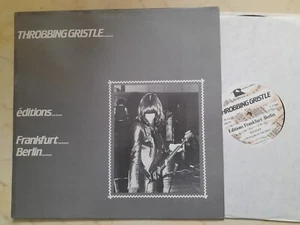 THROBBING GRISTLE......
éditions......
Frankfurt......
Berlin......
THROBBING GRISTLE
Editions Frankfurt Berlin